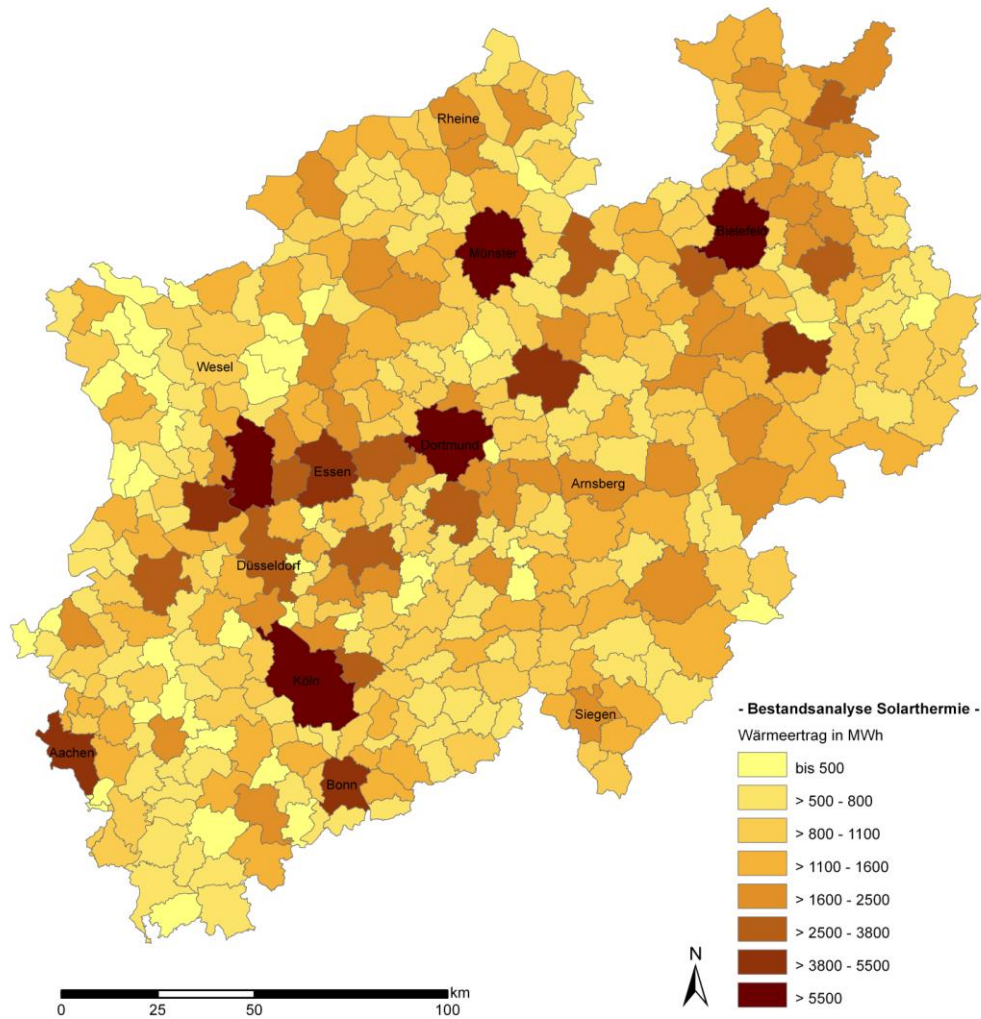 Rheine
Münster
Bielefeld
Wesel
Dortmund
Essen
Arnsberg
Düsseldorf
Köln
Siegen
Aachen
Bonn
- Bestandsanalyse Solarthermie -
Wärmeertrag in MWh
bis 500
> 500 - 800
> 800 - 1100
> 1100 - 1600
> 1600 - 2500
> 2500 - 3800
> 3800 - 5500
> 5500
N
km
0 25 50 100